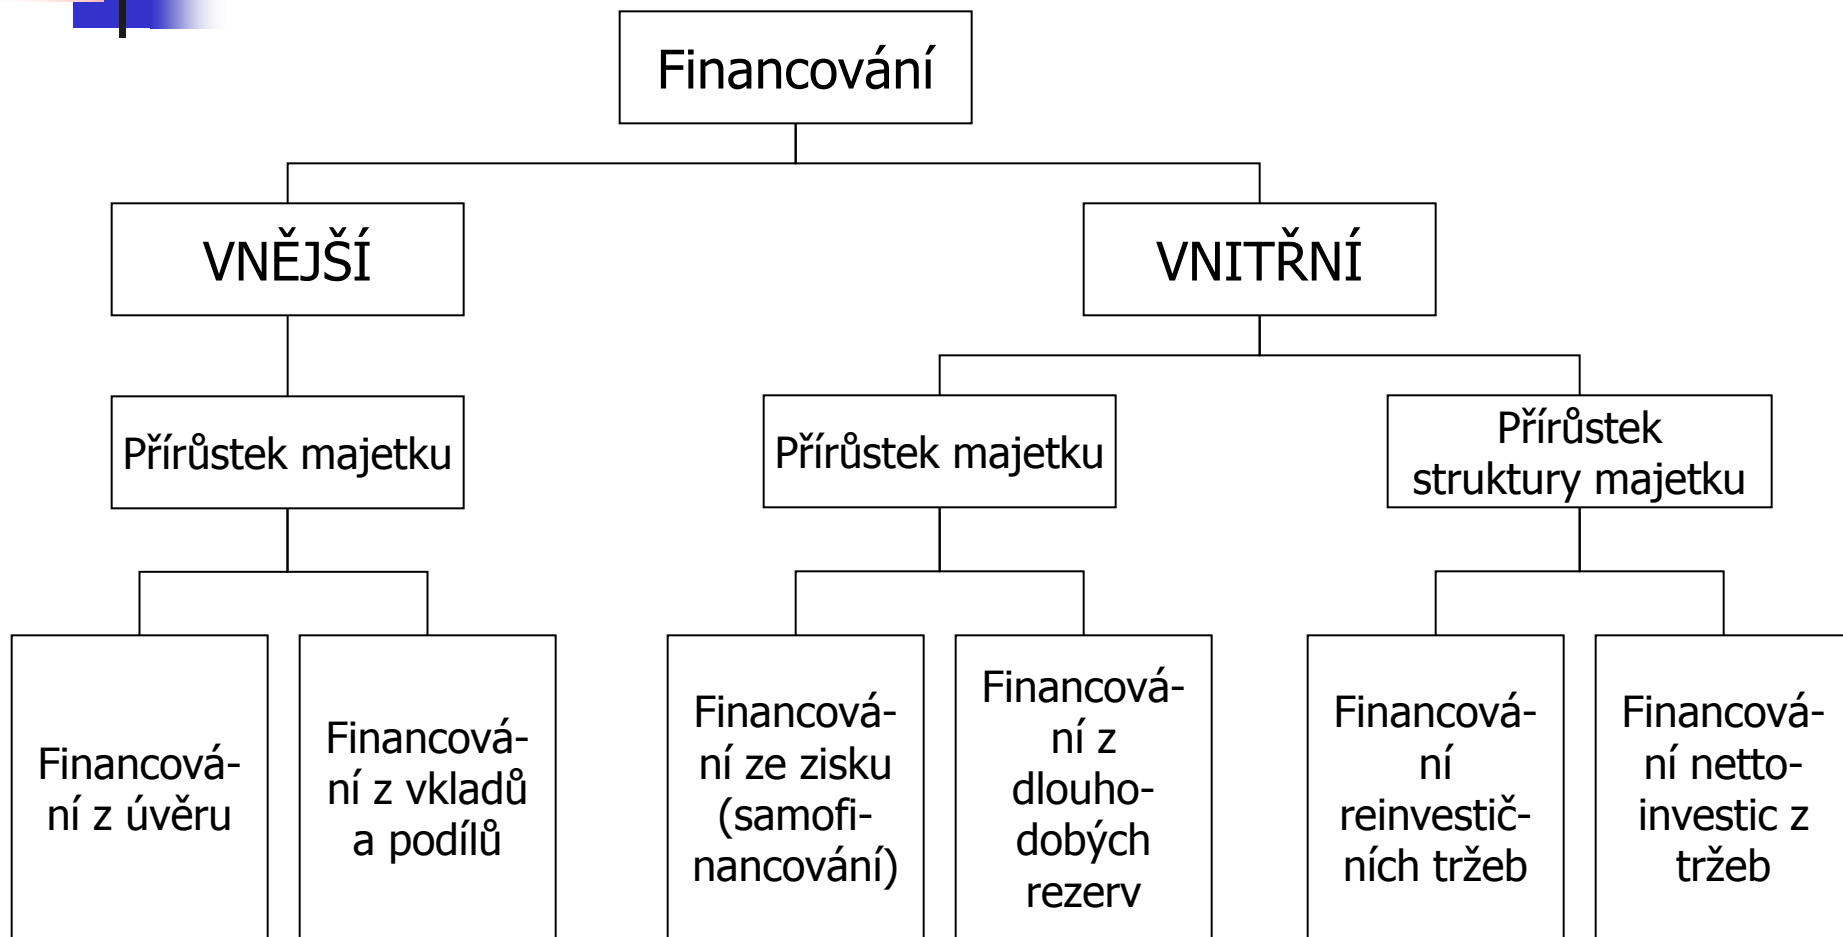 Financování
VNĚJŠÍ
VNITŘNÍ
Přírůstek majetku
Přírůstek majetku
Přírůstek
struktury majetku
Financová-
ní z úvěru
Financová-
ní z vkladů
a podílů
Financová-
ní ze zisku
(samofi-
nancování)
Financová-
ní z
dlouho-
dobých
rezerv
Financová-
ní
reinvestič-
ních tržeb
Financová-
ní netto-
investic z
tržeb